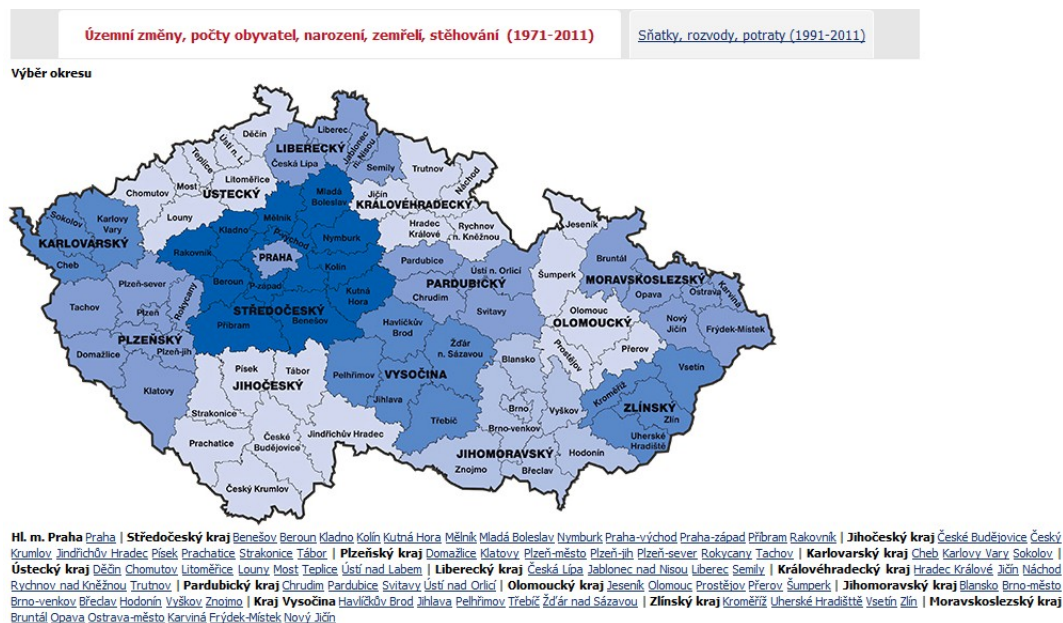 Územní změny, počty obyvatel, narození, zemřelí, stěhování (1971-2011)
Sňatky, rozvody, potraty (1991-2011)
Výběr okresu
Děčín
Liberec
Jablonec
n. Nisou
Ústí n. L.
Teplice
LIBERECKÝ
Česká Lípa
Semily
Trutnov
Náchod
Most
Litoměřice
Chomutov
ÚSTECKÝ
Louny
Mladá
Boleslav
Jičín
KRÁLOVÉHRADECKÝ
Mělník
Hradec
Králové
Rychnov
n. Kněžnou
Jeseník
Sokolov
Karlovy
Vary
KARLOVARSKÝ
Cheb
Kladno
P-východ
Nymburk
Rakovník
PRAHA
Kolín
Pardubice
Ústí n. Orlicí
Šumperk
Bruntál
MORAVSKOSLEZSKÝ
Opava
Ostrava
Karviná
Beroun
P-západ
Kutná
Hora
PARDUBICKÝ
Chrudim
Svitavy
Plzeň-sever
Rokycany
Tachov
Plzeň
STŘEDOČESKÝ
Příbram
Benešov
Havlíčkův
Brod
Olomouc
OLOMOUCKÝ
Nový
Jičín
Frýdek-Místek
PLZEŇSKÝ
Domažlice
Plzeň-jih
Žďár
n. Sázavou
Blansko
Prostějov
Přerov
Vsetín
Klatovy
Písek
Tábor
JIHOČESKÝ
Pelhřimov
VYSOČINA
Jihlava
Kroměříž
ZLÍNSKÝ
Zlín
Strakonice
Třebíč
Brno
Vyškov
Brno-venkov
Uherské
Hradiště
Prachatice
České
Budějovice
Jindřichův Hradec
JIHOMORAVSKÝ
Hodonín
Znojmo
Břeclav
Český Krumlov
Hl. m. Praha Praha | Středočeský kraj Benešov Beroun Kladno Kolín Kutná Hora Mělník Mladá Boleslav Nymburk Praha-východ Praha-západ Příbram Rakovník | Jihočeský kraj České Budějovice Český
Krumlov Jindřichův Hradec Písek Prachatice Strakonice Tábor | Plzeňský kraj Domažlice Klatovy Plzeň-město Plzeň-jih Plzeň-sever Rokycany Tachov | Karlovarský kraj Cheb Karlovy Vary Sokolov |
Ústecký kraj Děčín Chomutov Litoměřice Louny Most Teplice Ústí nad Labem | Liberecký kraj Česká Lípa Jablonec nad Nisou Liberec Semily | Královéhradecký kraj Hradec Králové Jičín Náchod
Rychnov nad Kněžnou Trutnov | Pardubický kraj Chrudim Pardubice Svitavy Ústí nad Orlicí | Olomoucký kraj Jeseník Olomouc Prostějov Přerov Šumperk | Jihomoravský kraj Blansko Brno-město
Brno-venkov Břeclav Hodonín Vyškov Znojmo | Kraj Vysočina Havlíčkův Brod Jihlava Pelhřimov Třebíč Žďár nad Sázavou | Zlínský kraj Kroměříž Uherské Hradiště Vsetín Zlín | Moravskoslezský kraj
Bruntál Opava Ostrava-město Karviná Frýdek-Místek Nový Jičín